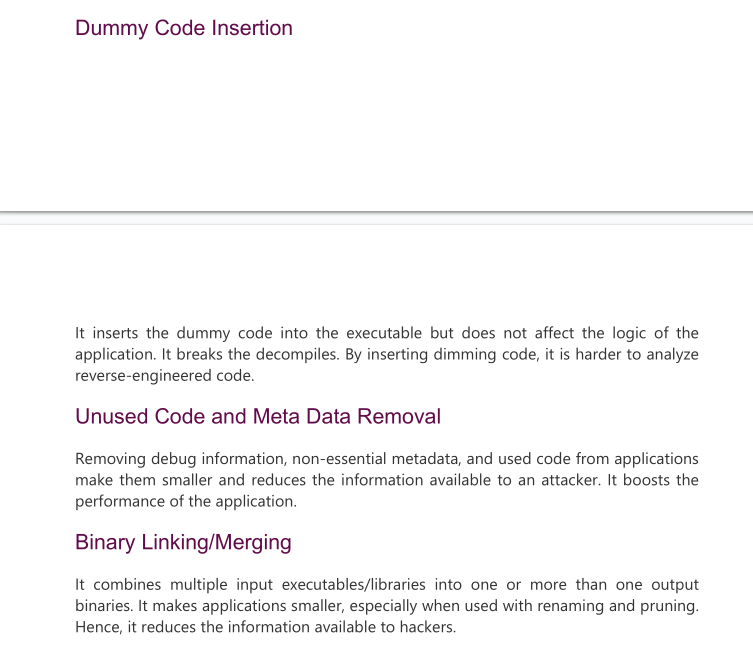 Dummy Code Insertion
It inserts the dummy code into the executable but does not affect the logic of the
application. It breaks the decompiles. By inserting dimming code, it is harder to analyze
reverse-engineered code.
Unused Code and Meta Data Removal
Removing debug information, non-essential metadata, and used code from applications
make them smaller and reduces the information available to an attacker. It boosts the
performance of the application.
Binary Linking/Merging
It combines multiple input executables/libraries into one or more than one output
binaries. It makes applications smaller, especially when used with renaming and pruning.
Hence, it reduces the information available to hackers.